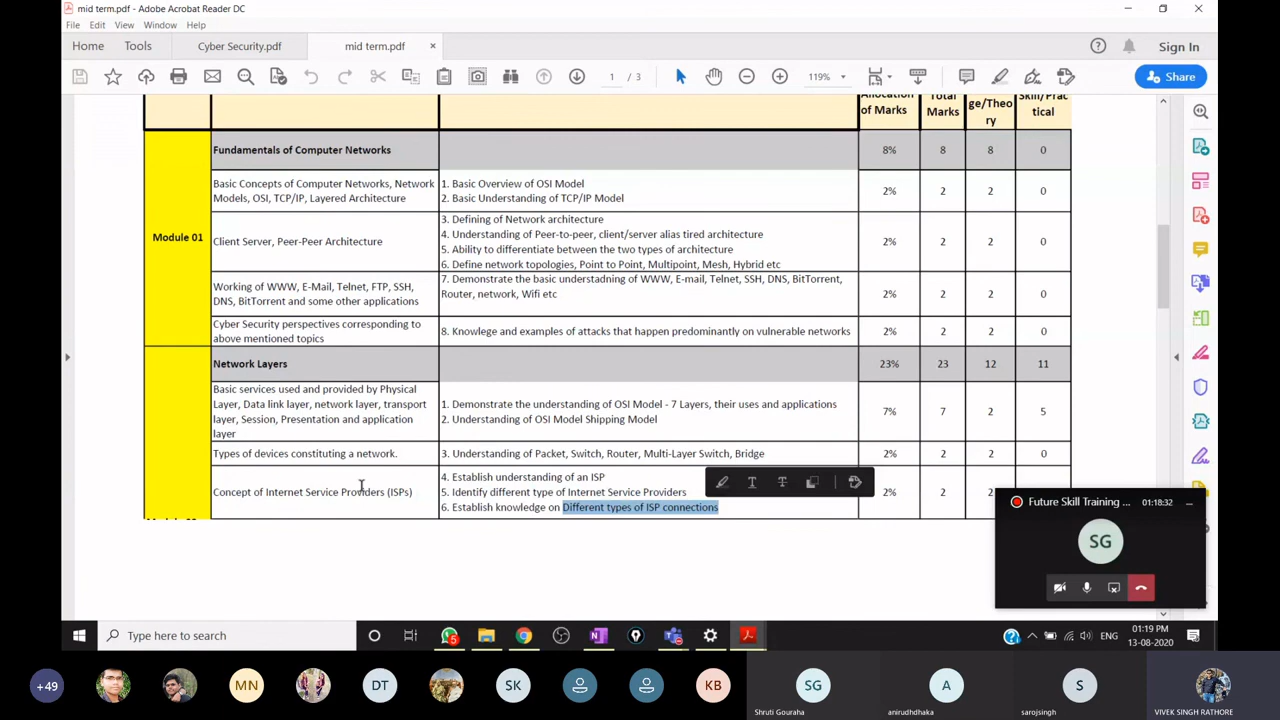 mid term.pdf - Adobe Acrobat Reader DC
File Edit View Window Help
Home Tools Cyber Security.pdf mid term.pdf ×
Sign In
1 / 3
119%
Share
Allocation of Marks
Total Marks
ge/Theo
ry
Skill/Prac
tical
Module 01
Fundamentals of Computer Networks 8% 8 8 0
Basic Concepts of Computer Networks, Network
Models, OSI, TCP/IP, Layered Architecture
1. Basic Overview of OSI Model
2. Basic Understanding of TCP/IP Model
2% 2 2 0
Client Server, Peer-Peer Architecture
3. Defining of Network architecture
4. Understanding of Peer-to-peer, client/server alias tired architecture
5. Ability to differentiate between the two types of architecture
6. Define network topologies, Point to Point, Multipoint, Mesh, Hybrid etc
2% 2 2 0
Working of WWW, E-Mail, Telnet, FTP, SSH,
DNS, BitTorrent and some other applications
7. Demonstrate the basic understadning of WWW, E-mail, Telnet, SSH, DNS, BitTorrent,
Router, network, Wifi etc
2% 2 2 0
Cyber Security perspectives corresponding to
above mentioned topics
8. Knowlege and examples of attacks that happen predominantly on vulnerable networks
2% 2 2 0
Network Layers 23% 23 12 11
Basic services used and provided by Physical
Layer, Data link layer, network layer, transport
layer, Session, Presentation and application
layer
1. Demonstrate the understanding of OSI Model - 7 Layers, their uses and applications
2. Understanding of OSI Model Shipping Model
7% 7 2 5
Types of devices constituting a network.
3. Understanding of Packet, Switch, Router, Multi-Layer Switch, Bridge
2% 2 2 0
Concept of Internet Service Providers (ISPs)
4. Establish understanding of an ISP
5. Identify different type of Internet Service Providers
6. Establish knowledge on Different types of ISP connections
2% 2 2
Future Skill Training ... 01:18:32
SG
Type here to search
5
ENG
01:19 PM
13-08-2020
+49 MN DT SK KB SG A S
Shruti Gouraha anirudhdhaka sarojsingh VIVEK SINGH RATHORE